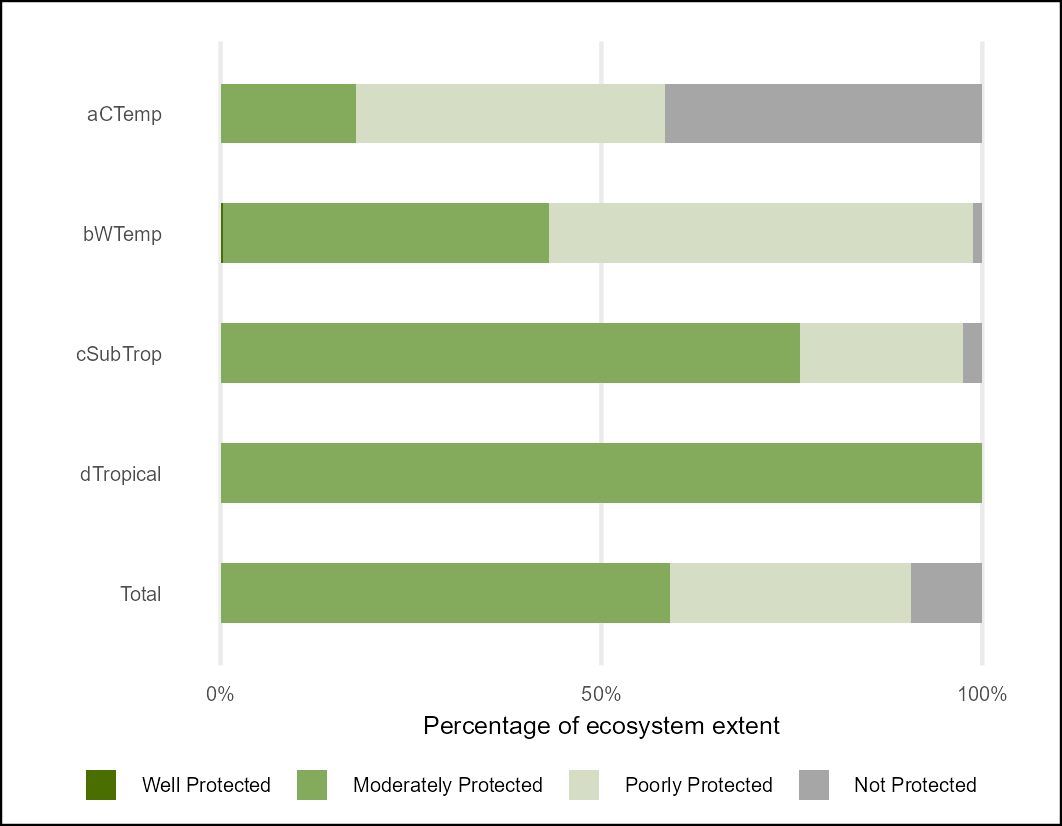 aCTemp
bWTemp
cSubTrop
dTropical
Total
0% 50% 100%
Percentage of ecosystem extent
Well Protected Moderately Protected Poorly Protected Not Protected